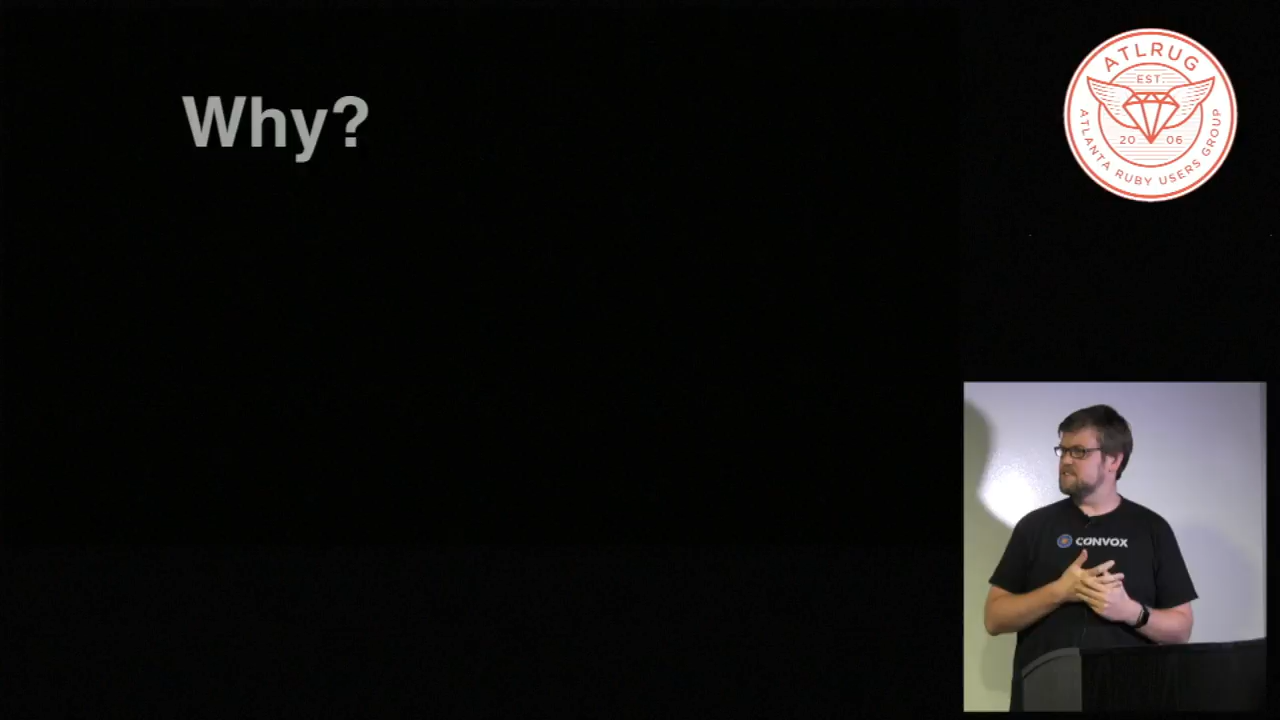 Why?
ATLRUG
EST.
20 06
ATLANTA RUBY USERS GROUP
CONVOX